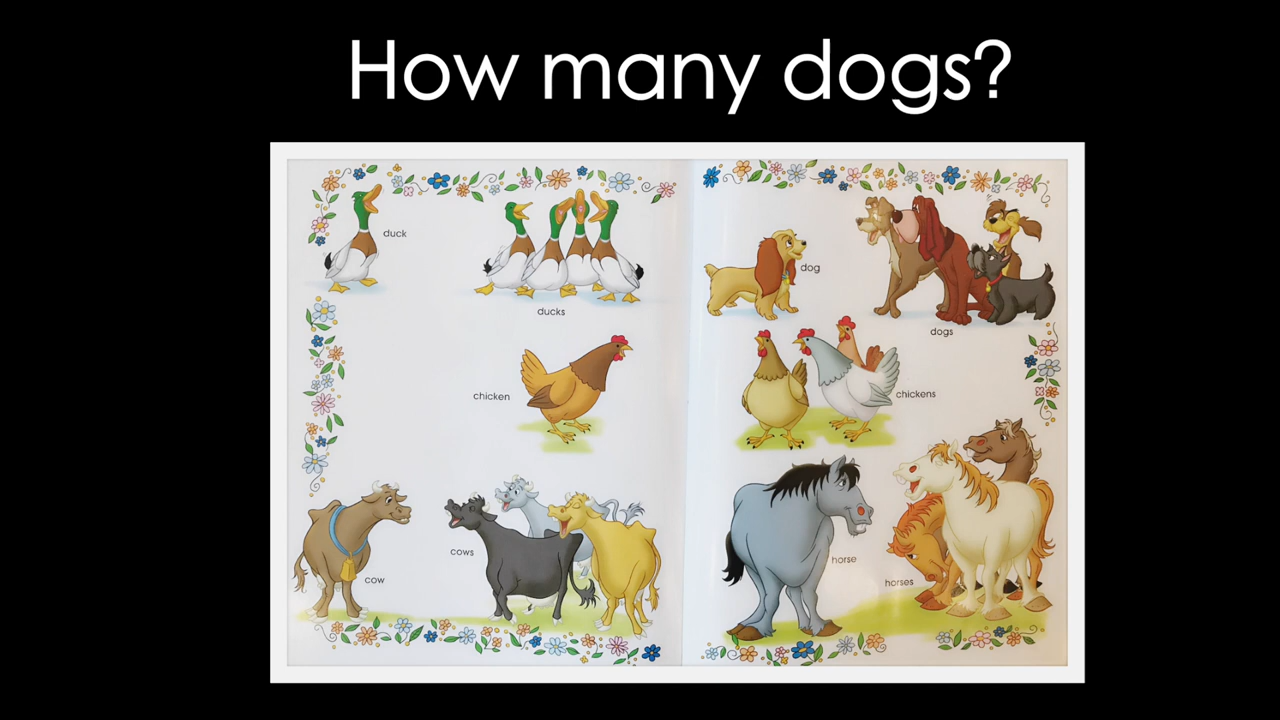 How many dogs?
duck
ducks
chicken
cow
cows
dog
dogs
chickens
horse
horses